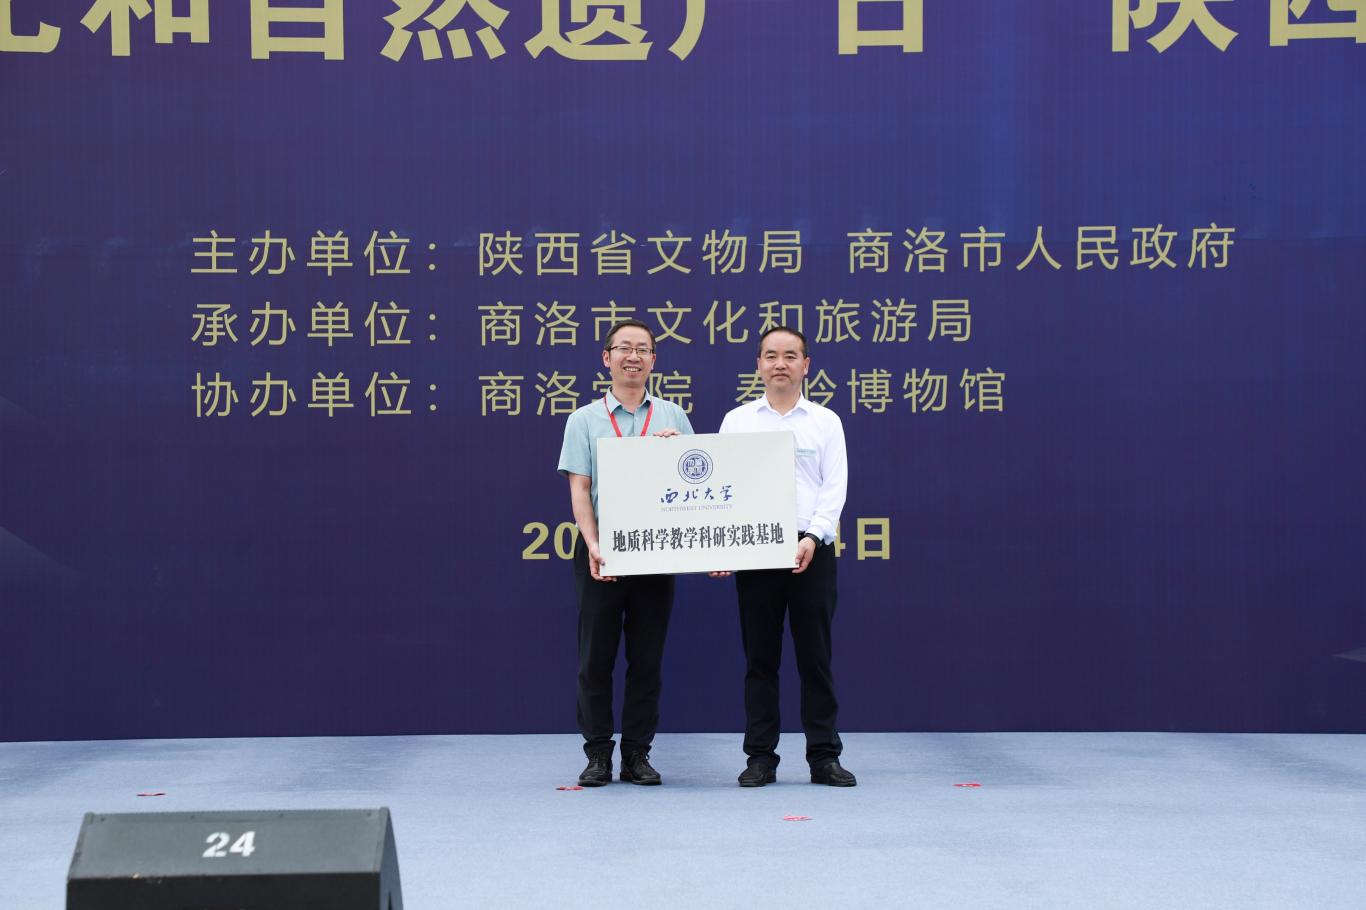 和自然遗产日 陕西
主办单位：陕西省文物局 商洛市人民政府
承办单位：商洛市文化和旅游局
协办单位：商洛学院 秦岭博物馆
西北大学
NORTHWEST UNIVERSITY
地质科学教学科研实践基地
20 4日
24